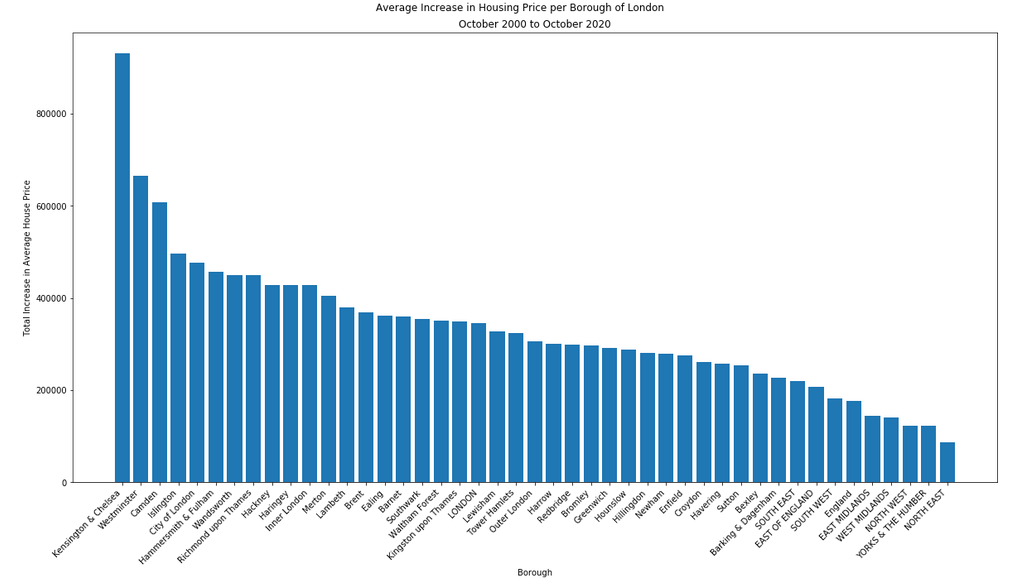 Average Increase in Housing Price per Borough of London
October 2000 to October 2020
Total Increase in Average House Price
800000
600000
400000
200000
0
Kensington & Chelsea
Westminster
Camden
Islington
City of London
Hammersmith & Fulham
Wandsworth
Richmond upon Thames
Hackney
Haringey
Inner London
Merton
Lambeth
Brent
Ealing
Barnet
Southwark
Waltham Forest
Kingston upon Thames
LONDON
Lewisham
Tower Hamlets
Outer London
Harrow
Redbridge
Bromley
Greenwich
Hounslow
Hillingdon
Newham
Enfield
Croydon
Havering
Sutton
Bexley
Barking & Dagenham
SOUTH EAST
EAST OF ENGLAND
SOUTH WEST
England
EAST MIDLANDS
WEST MIDLANDS
NORTH WEST
YORKS & THE HUMBER
NORTH EAST
Borough